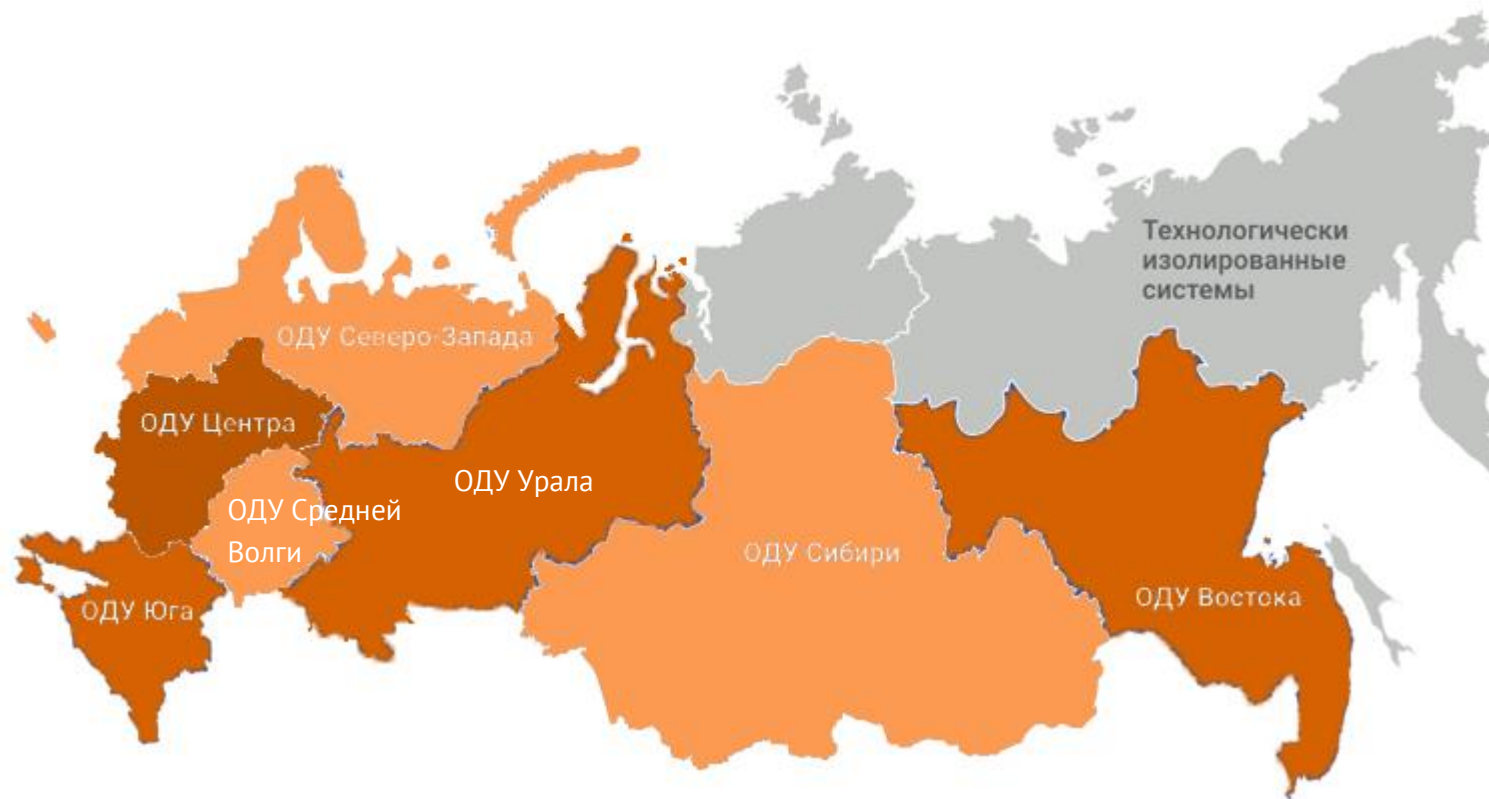 Технологически
изолированные
системы
ОДУ Северо-Запада
ОДУ Центра
ОДУ Урала
ОДУ Средней
Волги
ОДУ Сибири
ОДУ Востока
ОДУ Юга